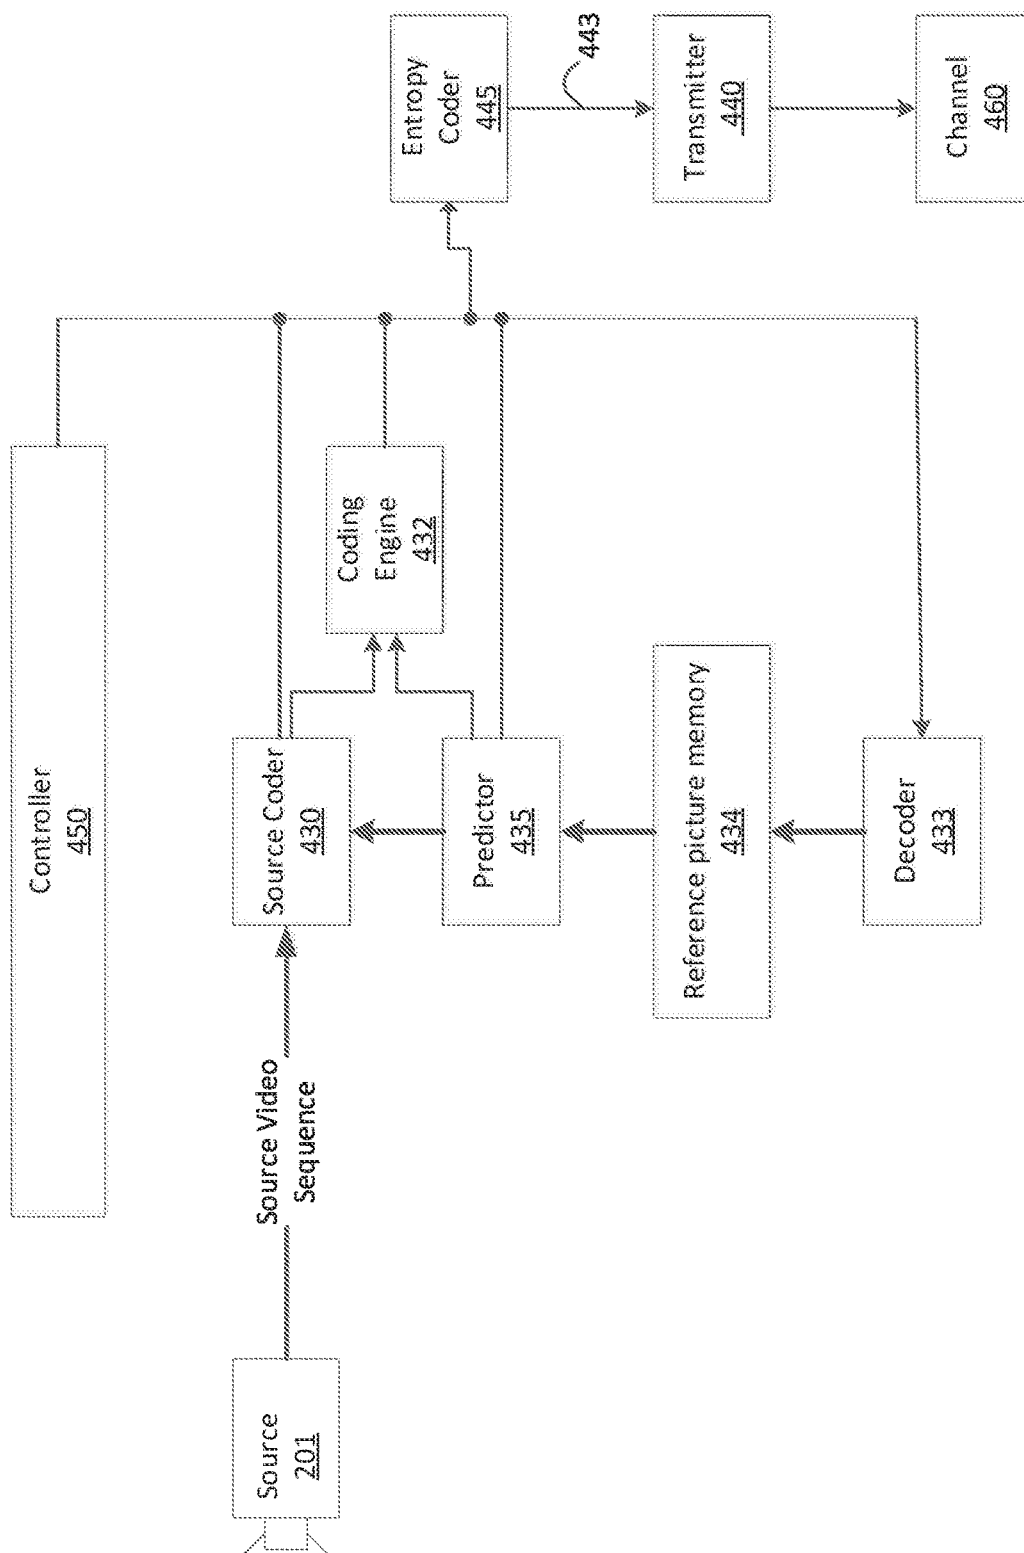 Controller
450
Source
201
Source Video
Sequence
Source Coder
430
Coding
Engine
432
Predictor
435
Reference picture memory
434
Decoder
433
Entropy
Coder
445
443
Transmitter
440
Channel
460